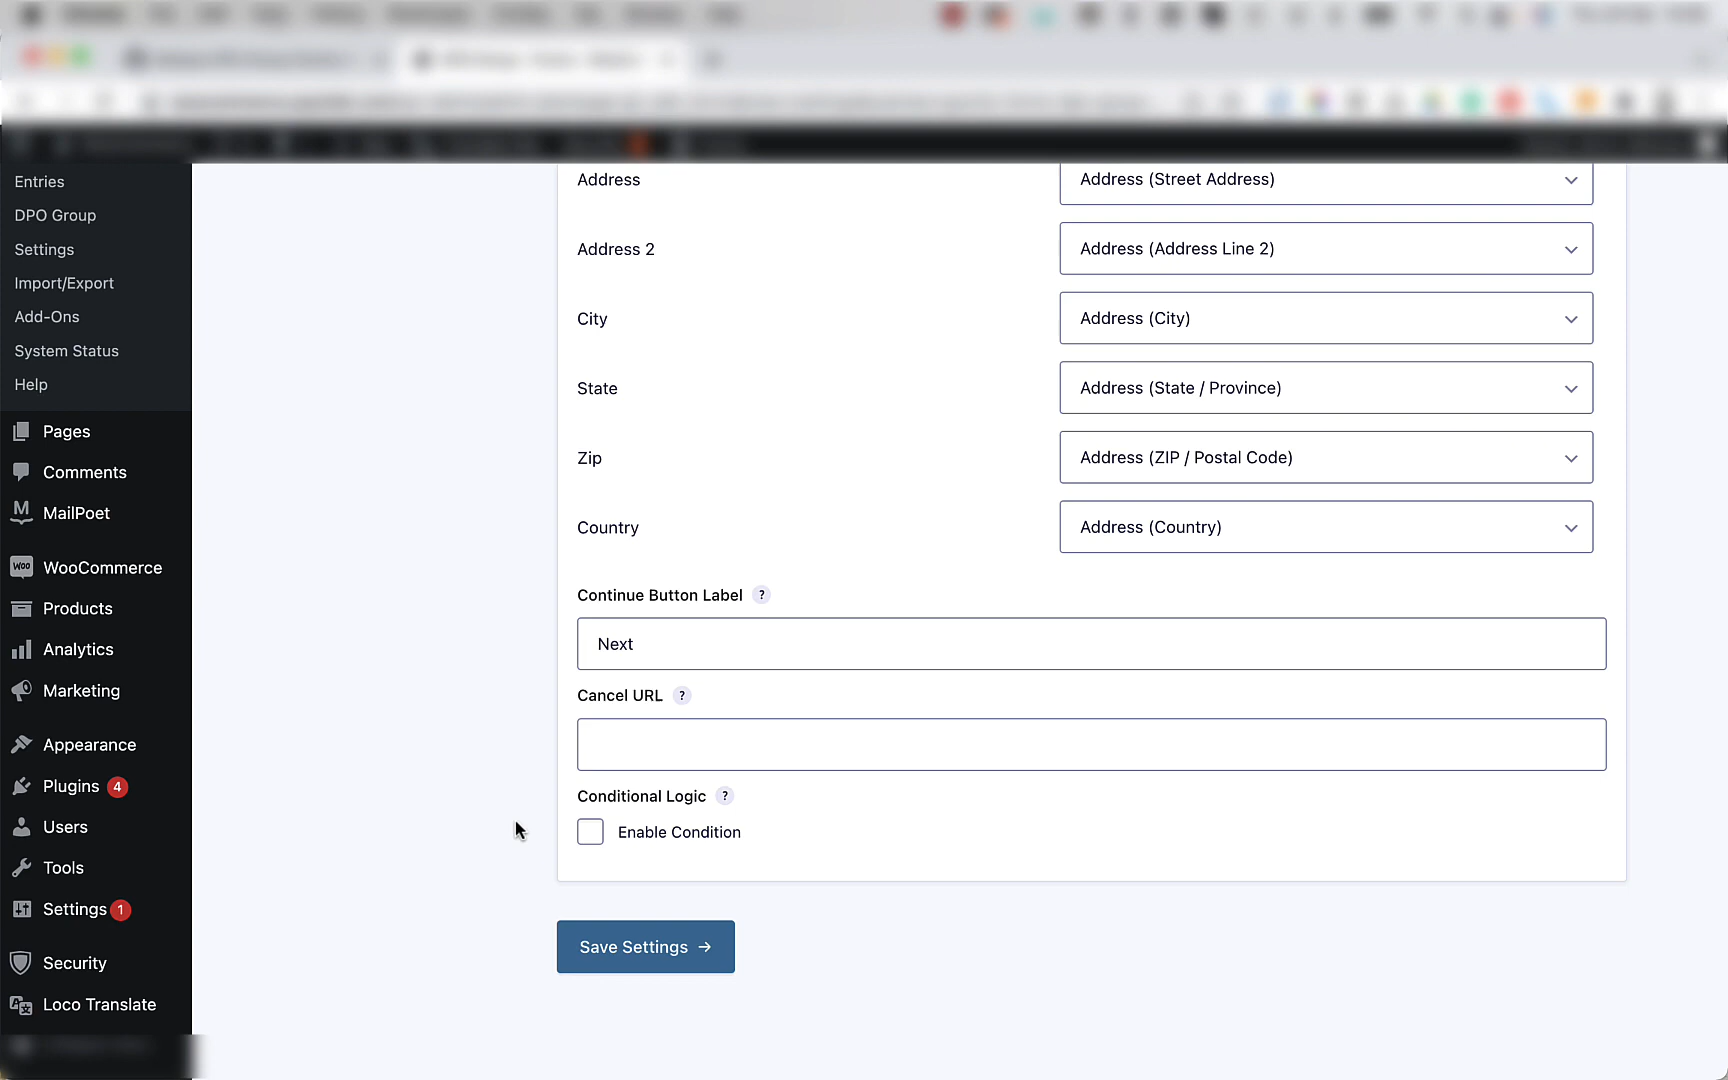 Entries
DPO Group
Settings
Import/Export
Add-Ons
System Status
Help
Pages
Comments
MailPoet
WooCommerce
Products
Analytics
Marketing
Appearance
Plugins 4
Users
Tools
Settings 1
Security
Loco Translate
Address
Address (Street Address)
Address 2
Address (Address Line 2)
City
Address (City)
State
Address (State / Province)
Zip
Address (ZIP / Postal Code)
Country
Address (Country)
Continue Button Label ?
Next
Cancel URL ?
Conditional Logic ?
Enable Condition
Save Settings →